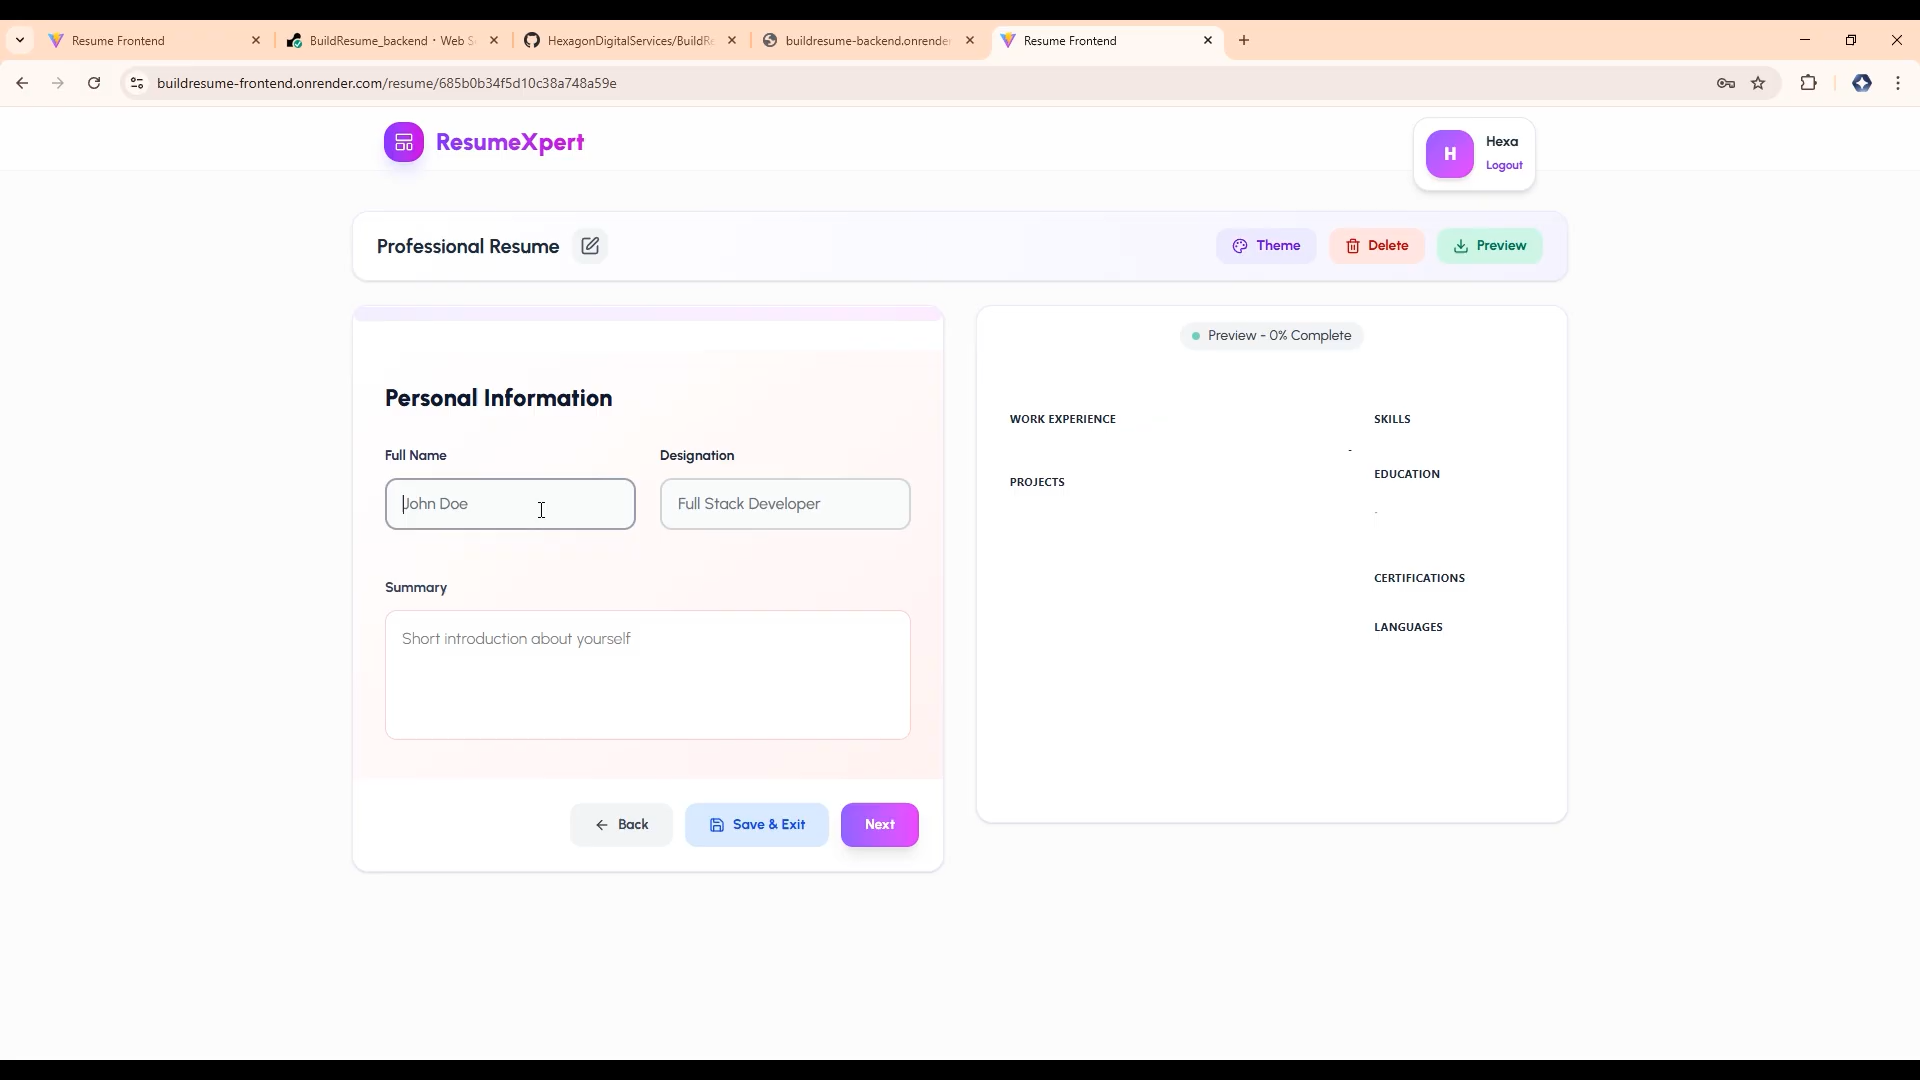 Resume Frontend
BuildResume_backend · Web S
HexagonDigitalServices/BuildRe
buildresume-backend.onrender
Resume Frontend
buildresume-frontend.onrender.com/resume/685b0b34f5d10c38a748a59e
ResumeXpert
H
Hexa
Logout
Professional Resume
Theme
Delete
Preview
Preview - 0% Complete
Personal Information
Full Name
Designation
John Doe
Full Stack Developer
Summary
Short introduction about yourself
Back
Save & Exit
Next
WORK EXPERIENCE
-
PROJECTS
SKILLS
EDUCATION
-
CERTIFICATIONS
LANGUAGES